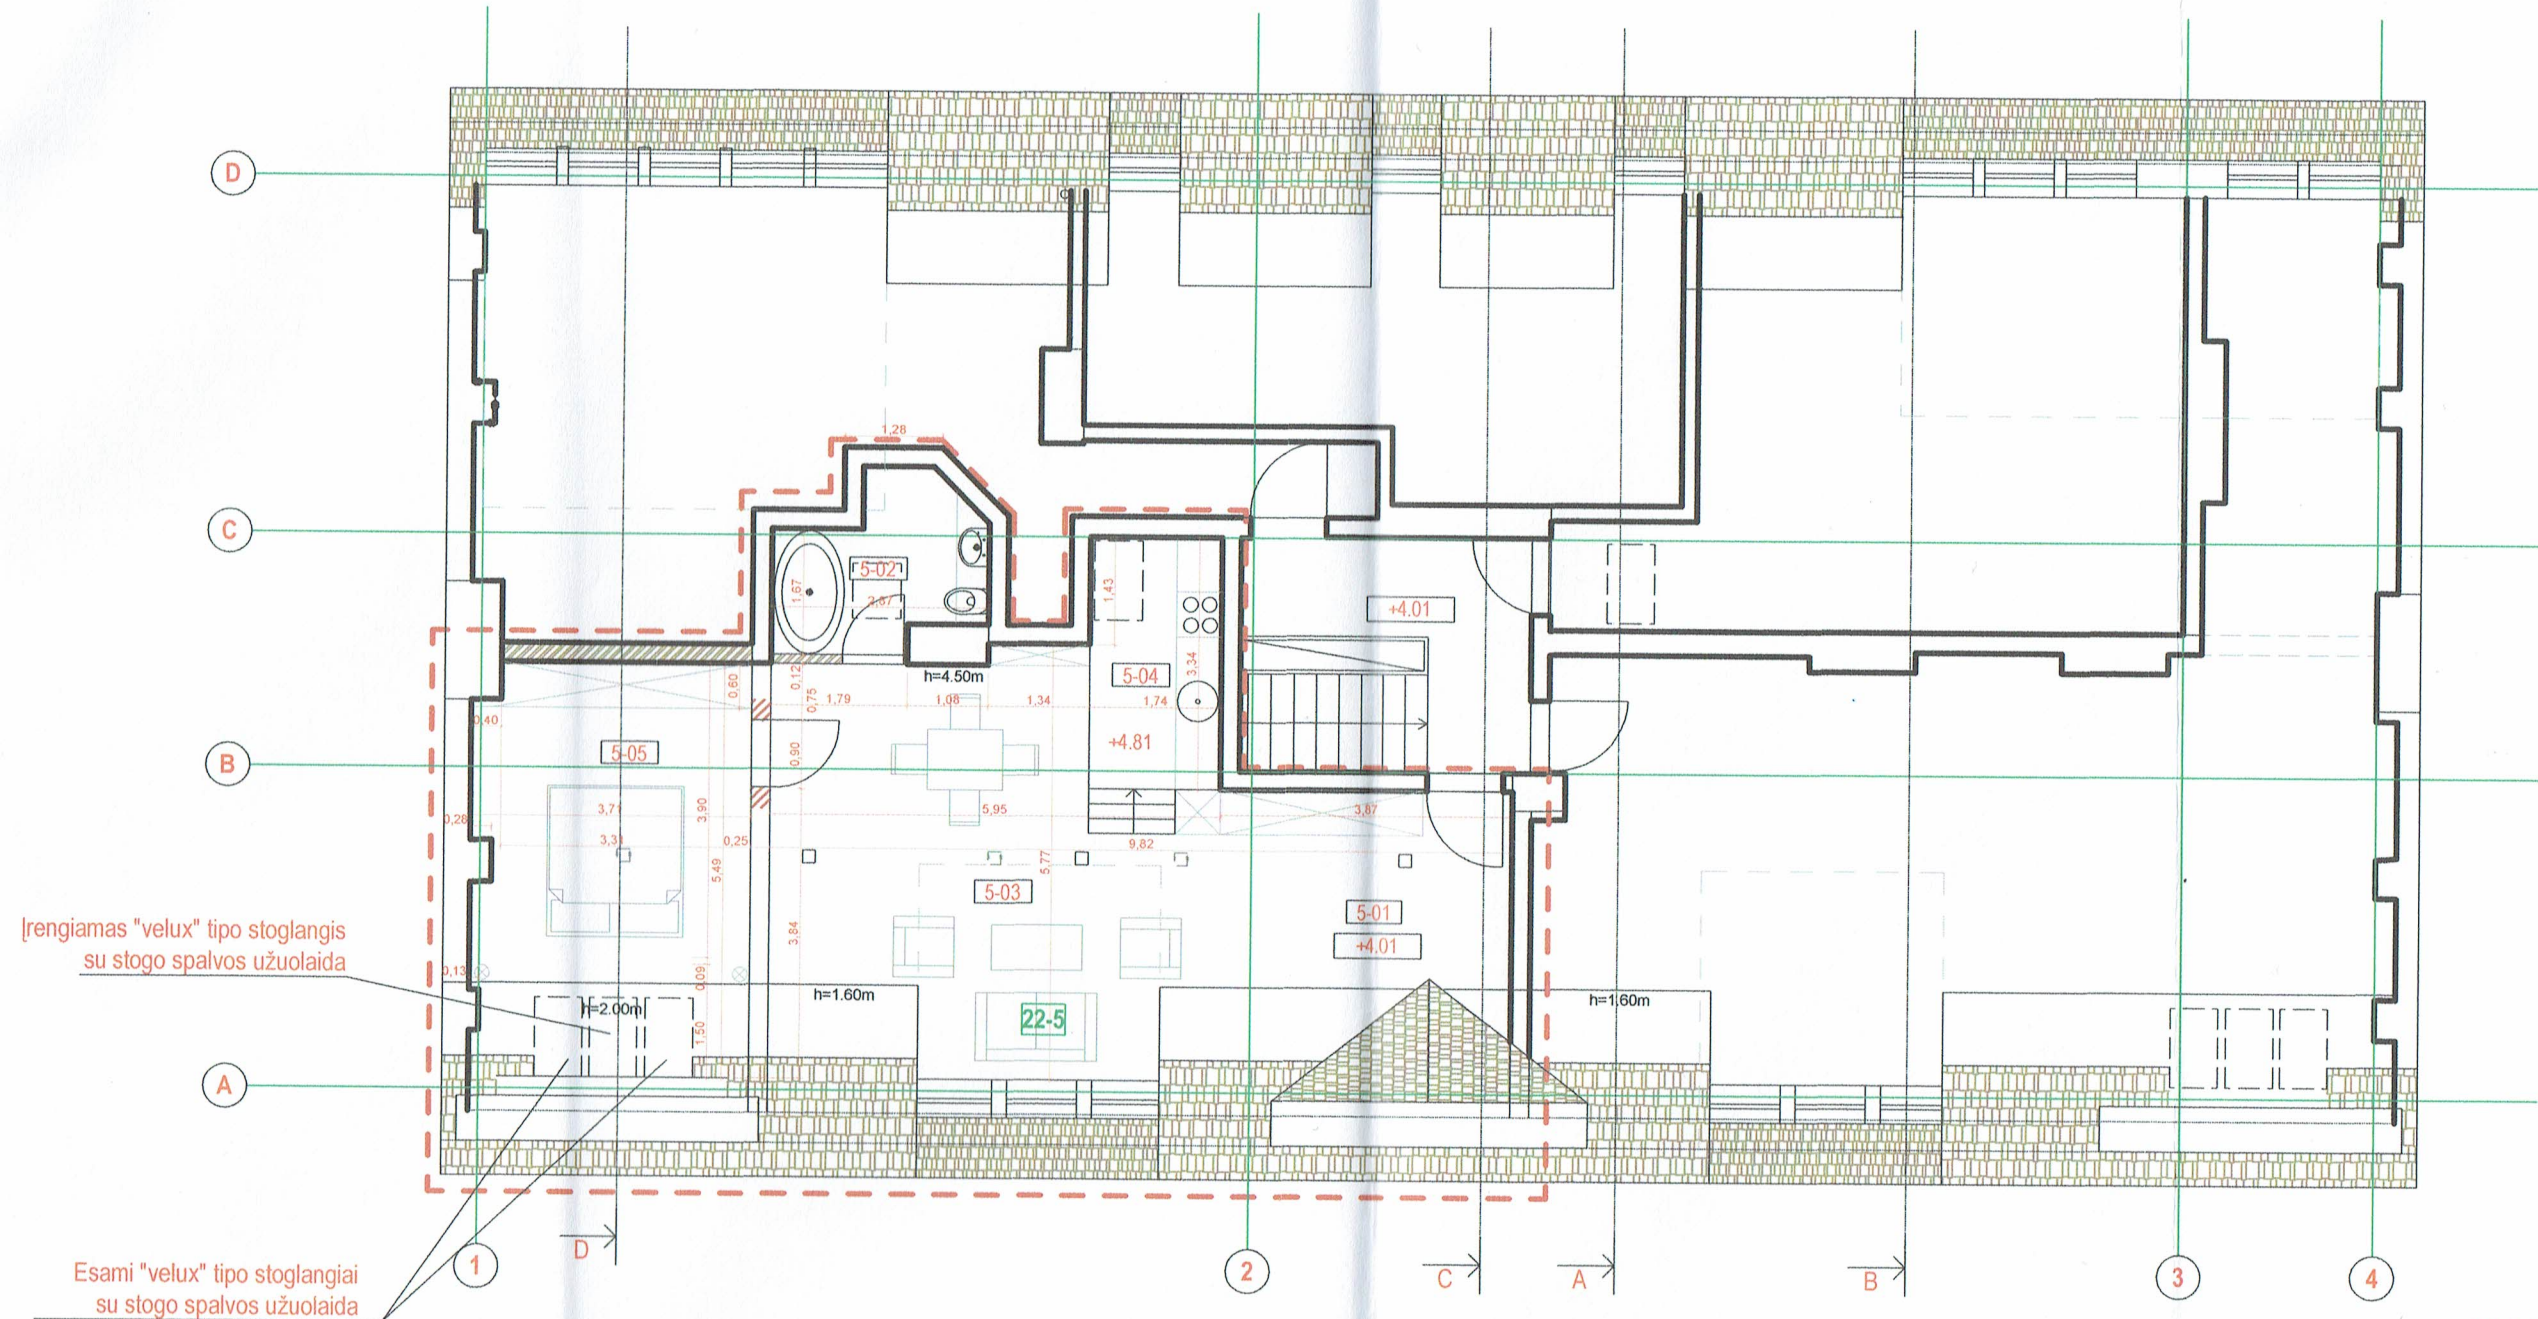 D
1,28
C
5-02
1,67
2,67
1,43
+4.01
h=4.50m
5-04
3,34
0,60
0,12
0,75
1,79
1,08
1,34
1,74
0,40
5-05
+4.81
B
0,90
3,71
3,90
5,95
3,87
0,28
3,31
0,25
9,82
5,49
5,77
5-03
5-01
3,84
+4.01
Įrengiamas "velux" tipo stoglangis
su stogo spalvos užuolaida
0,13
0,09
h=2.00m
h=1.60m
h=1.60m
22-5
1,50
A
D
1
2
C
A
B
3
4
Esami "velux" tipo stoglangiai
su stogo spalvos užuolaida